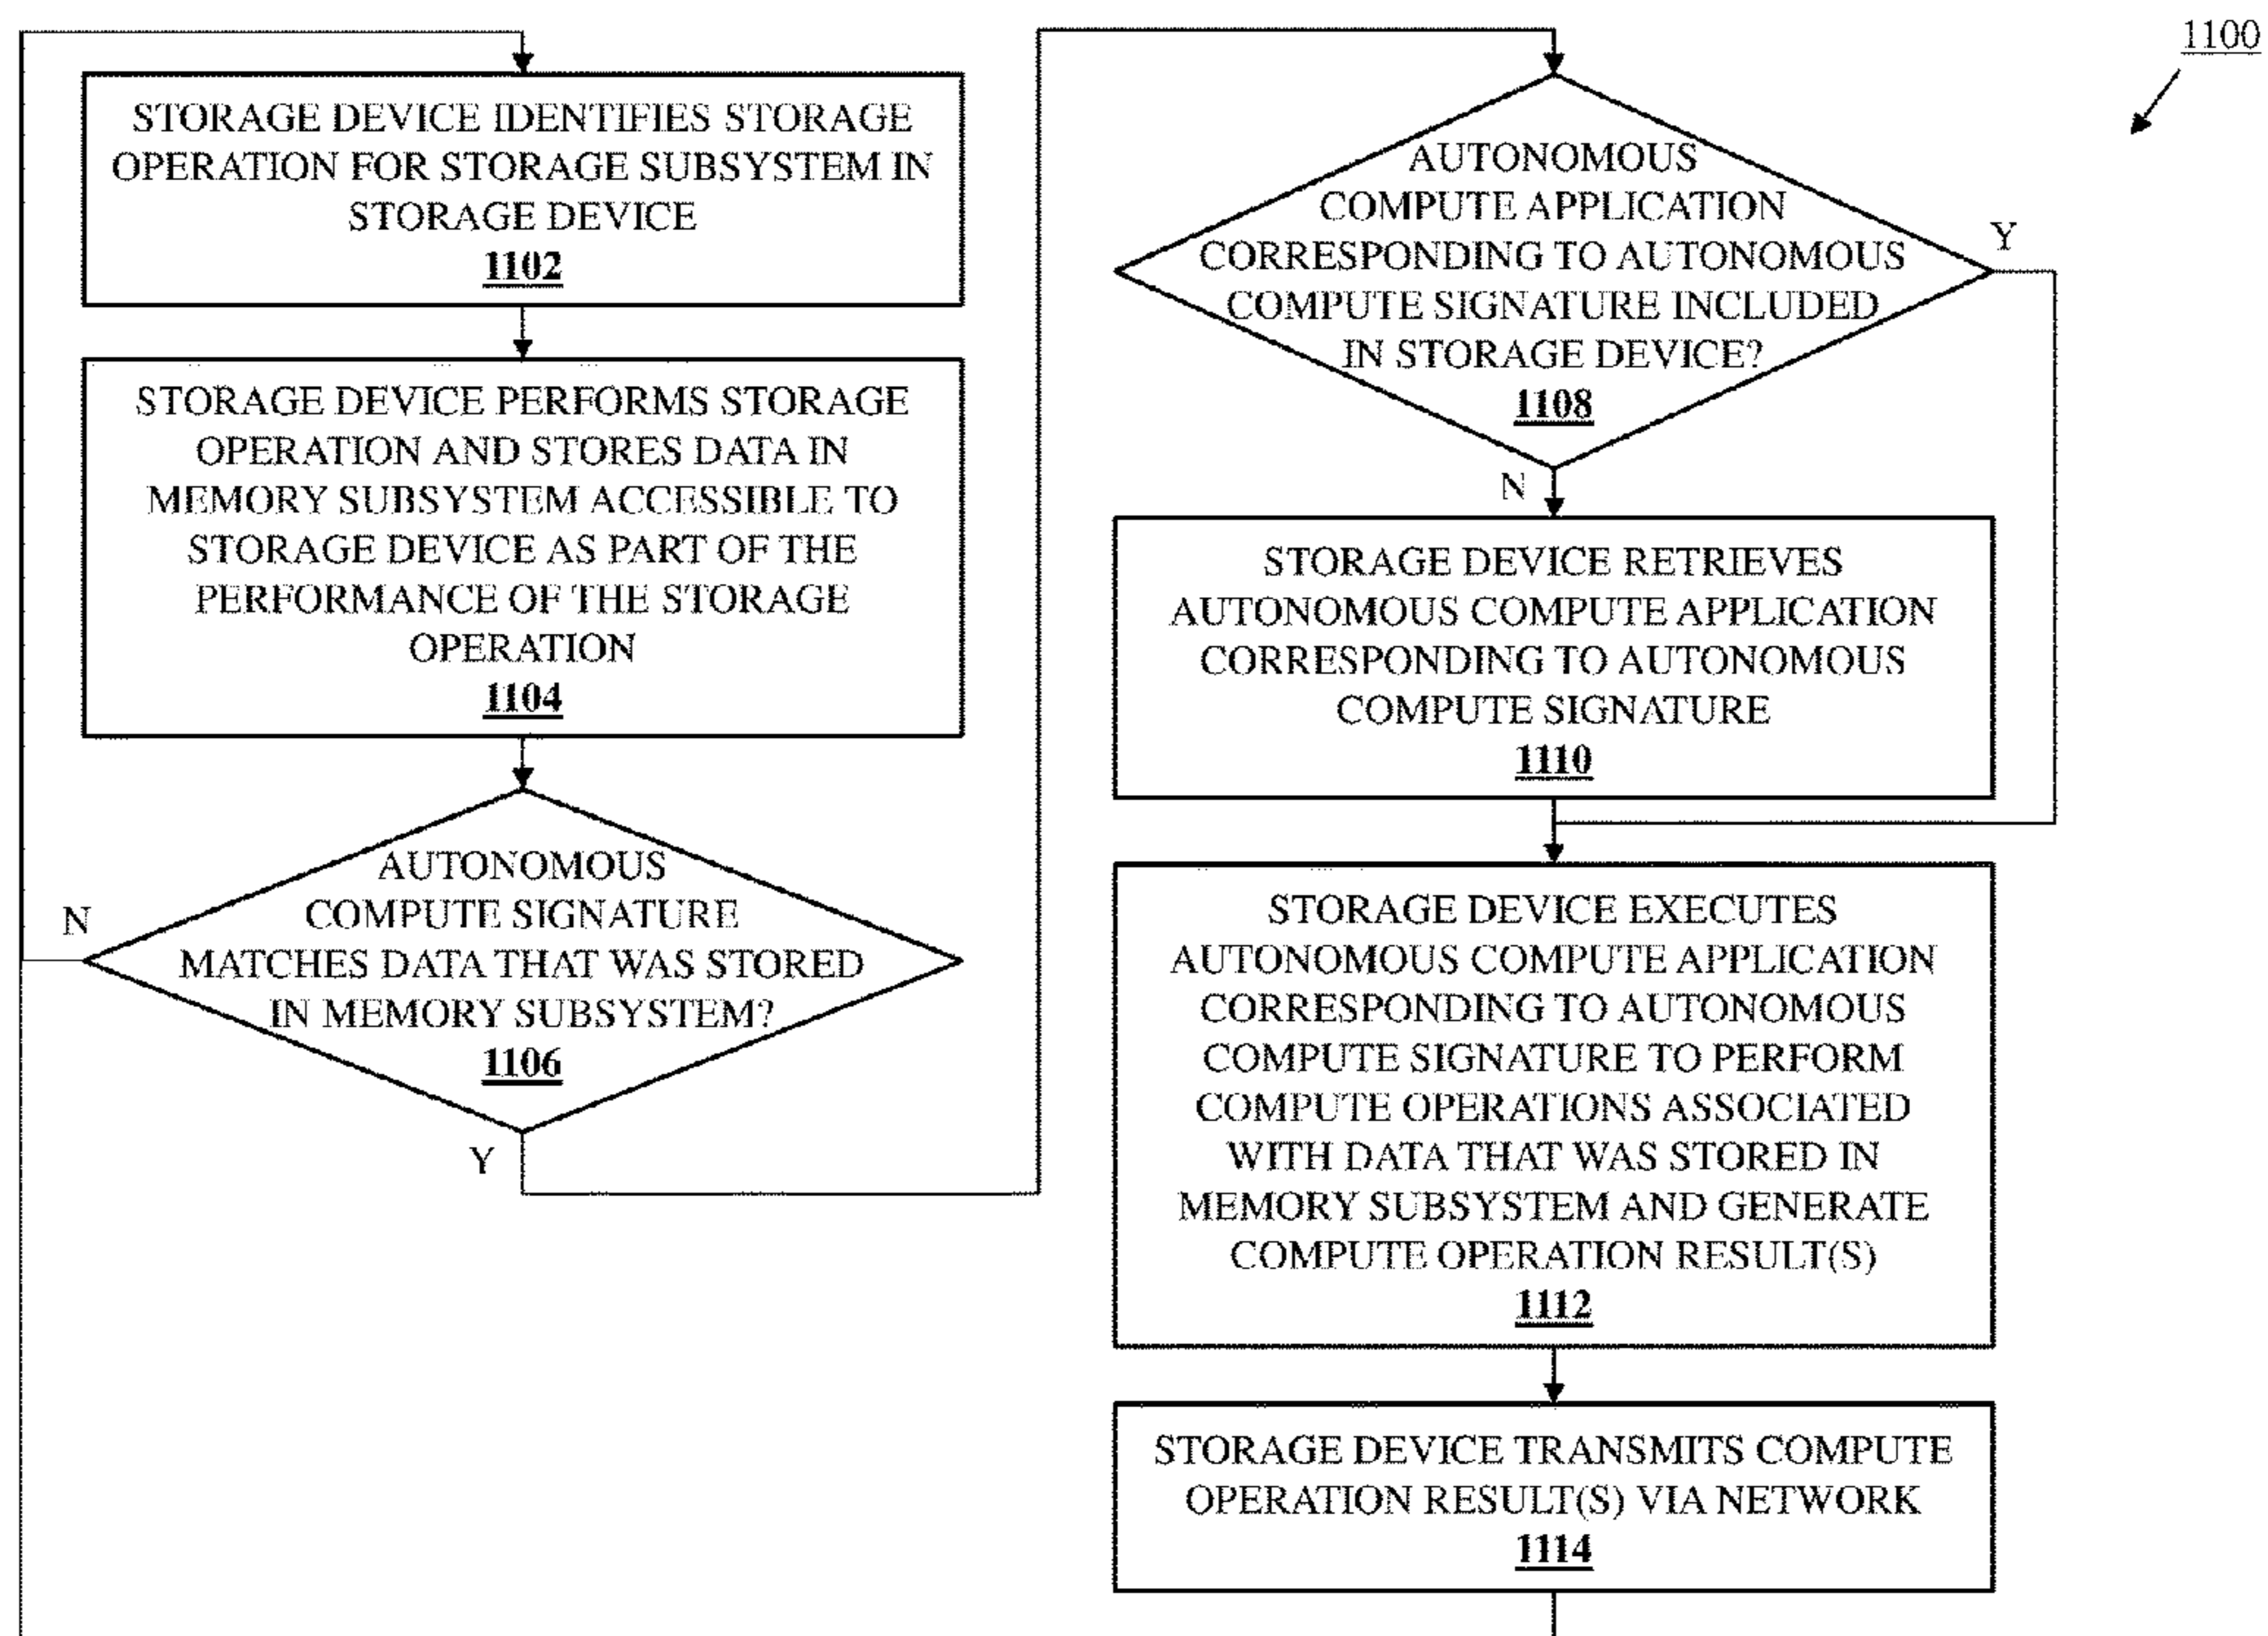 1100
STORAGE DEVICE IDENTIFIES STORAGE
OPERATION FOR STORAGE SUBSYSTEM IN
STORAGE DEVICE
1102
STORAGE DEVICE PERFORMS STORAGE
OPERATION AND STORES DATA IN
MEMORY SUBSYSTEM ACCESSIBLE TO
STORAGE DEVICE AS PART OF THE
PERFORMANCE OF THE STORAGE
OPERATION
1104
AUTONOMOUS
COMPUTE SIGNATURE
MATCHES DATA THAT WAS STORED
IN MEMORY SUBSYSTEM?
1106
N
Y
AUTONOMOUS
COMPUTE APPLICATION
CORRESPONDING TO AUTONOMOUS
COMPUTE SIGNATURE INCLUDED
IN STORAGE DEVICE?
1108
Y
N
STORAGE DEVICE RETRIEVES
AUTONOMOUS COMPUTE APPLICATION
CORRESPONDING TO AUTONOMOUS
COMPUTE SIGNATURE
1110
STORAGE DEVICE EXECUTES
AUTONOMOUS COMPUTE APPLICATION
CORRESPONDING TO AUTONOMOUS
COMPUTE SIGNATURE TO PERFORM
COMPUTE OPERATIONS ASSOCIATED
WITH DATA THAT WAS STORED IN
MEMORY SUBSYSTEM AND GENERATE
COMPUTE OPERATION RESULT(S)
1112
STORAGE DEVICE TRANSMITS COMPUTE
OPERATION RESULT(S) VIA NETWORK
1114